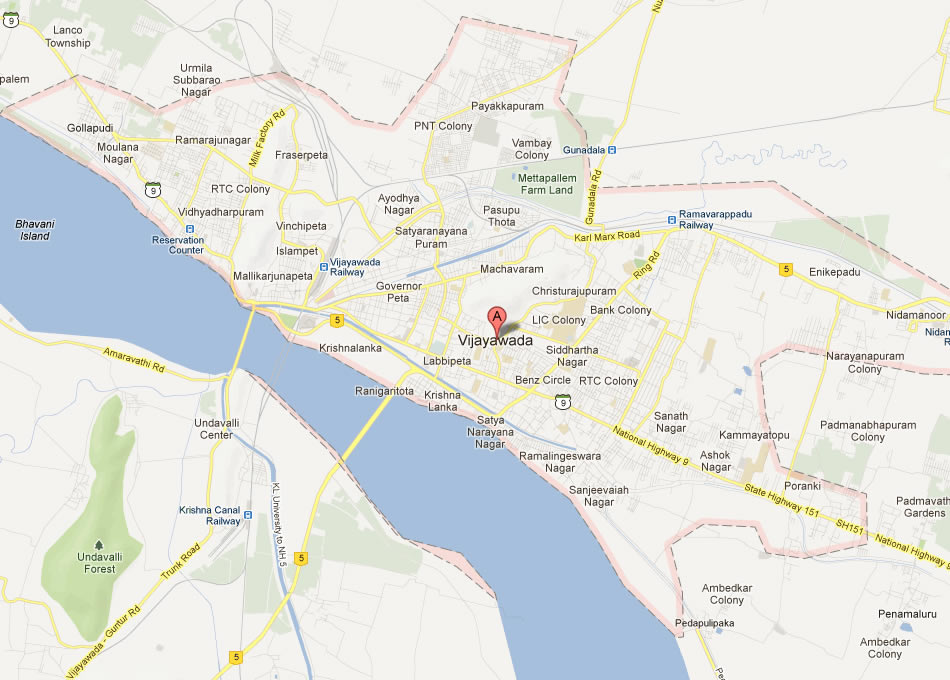 9
Lanco
Township
Nu
palem
Urmila
Subbarao
Nagar
Payakkapuram
PNT Colony
Gollapudi
Moulana
Nagar
Ramarajunagar
Milk Factory Rd
Fraserpeta
Vambay
Colony
Gunadala
Mettapallem
Farm Land
Gunadala Rd
9
RTC Colony
Ayodhya
Nagar
Pasupu
Thota
Vidhyadharpuram
Ramavarappadu
Railway
Bhavani
Island
Reservation
Counter
Vinchipeta
Satyaranayana
Puram
Karl Marx Road
Islampet
Vijayawada
Railway
Machavaram
Ring Rd
5
Enikepadu
Mallikarjunapeta
Governor
Peta
Christurajupuram
Bank Colony
LIC Colony
Nidamanoor
Nidam
R
A
5
Vijayawada
Krishnalanka
Labbipeta
Siddhartha
Nagar
Narayanapuram
Colony
Amaravathi Rd
Benz Circle
RTC Colony
Ranigaritota
Krishna
Lanka
9
Undavalli
Center
Satya
Narayana
Nagar
Sanath
Nagar
Kammayatopu
Padmanabhapuram
Colony
National Highway 9
Ramalingeswara
Nagar
Ashok
Nagar
Sanjeevaiah
Nagar
Poranki
State Highway 151
SH151
Padmavath
Gardens
National Highway 9
Krishna Canal
Railway
KL University to NH 5
Undavalli
Forest
Trunk Road
5
Vijayawada - Guntur Rd
Ambedkar
Colony
Pedapulipaka
Penamaluru
Ambedkar
Colony
5
Pe